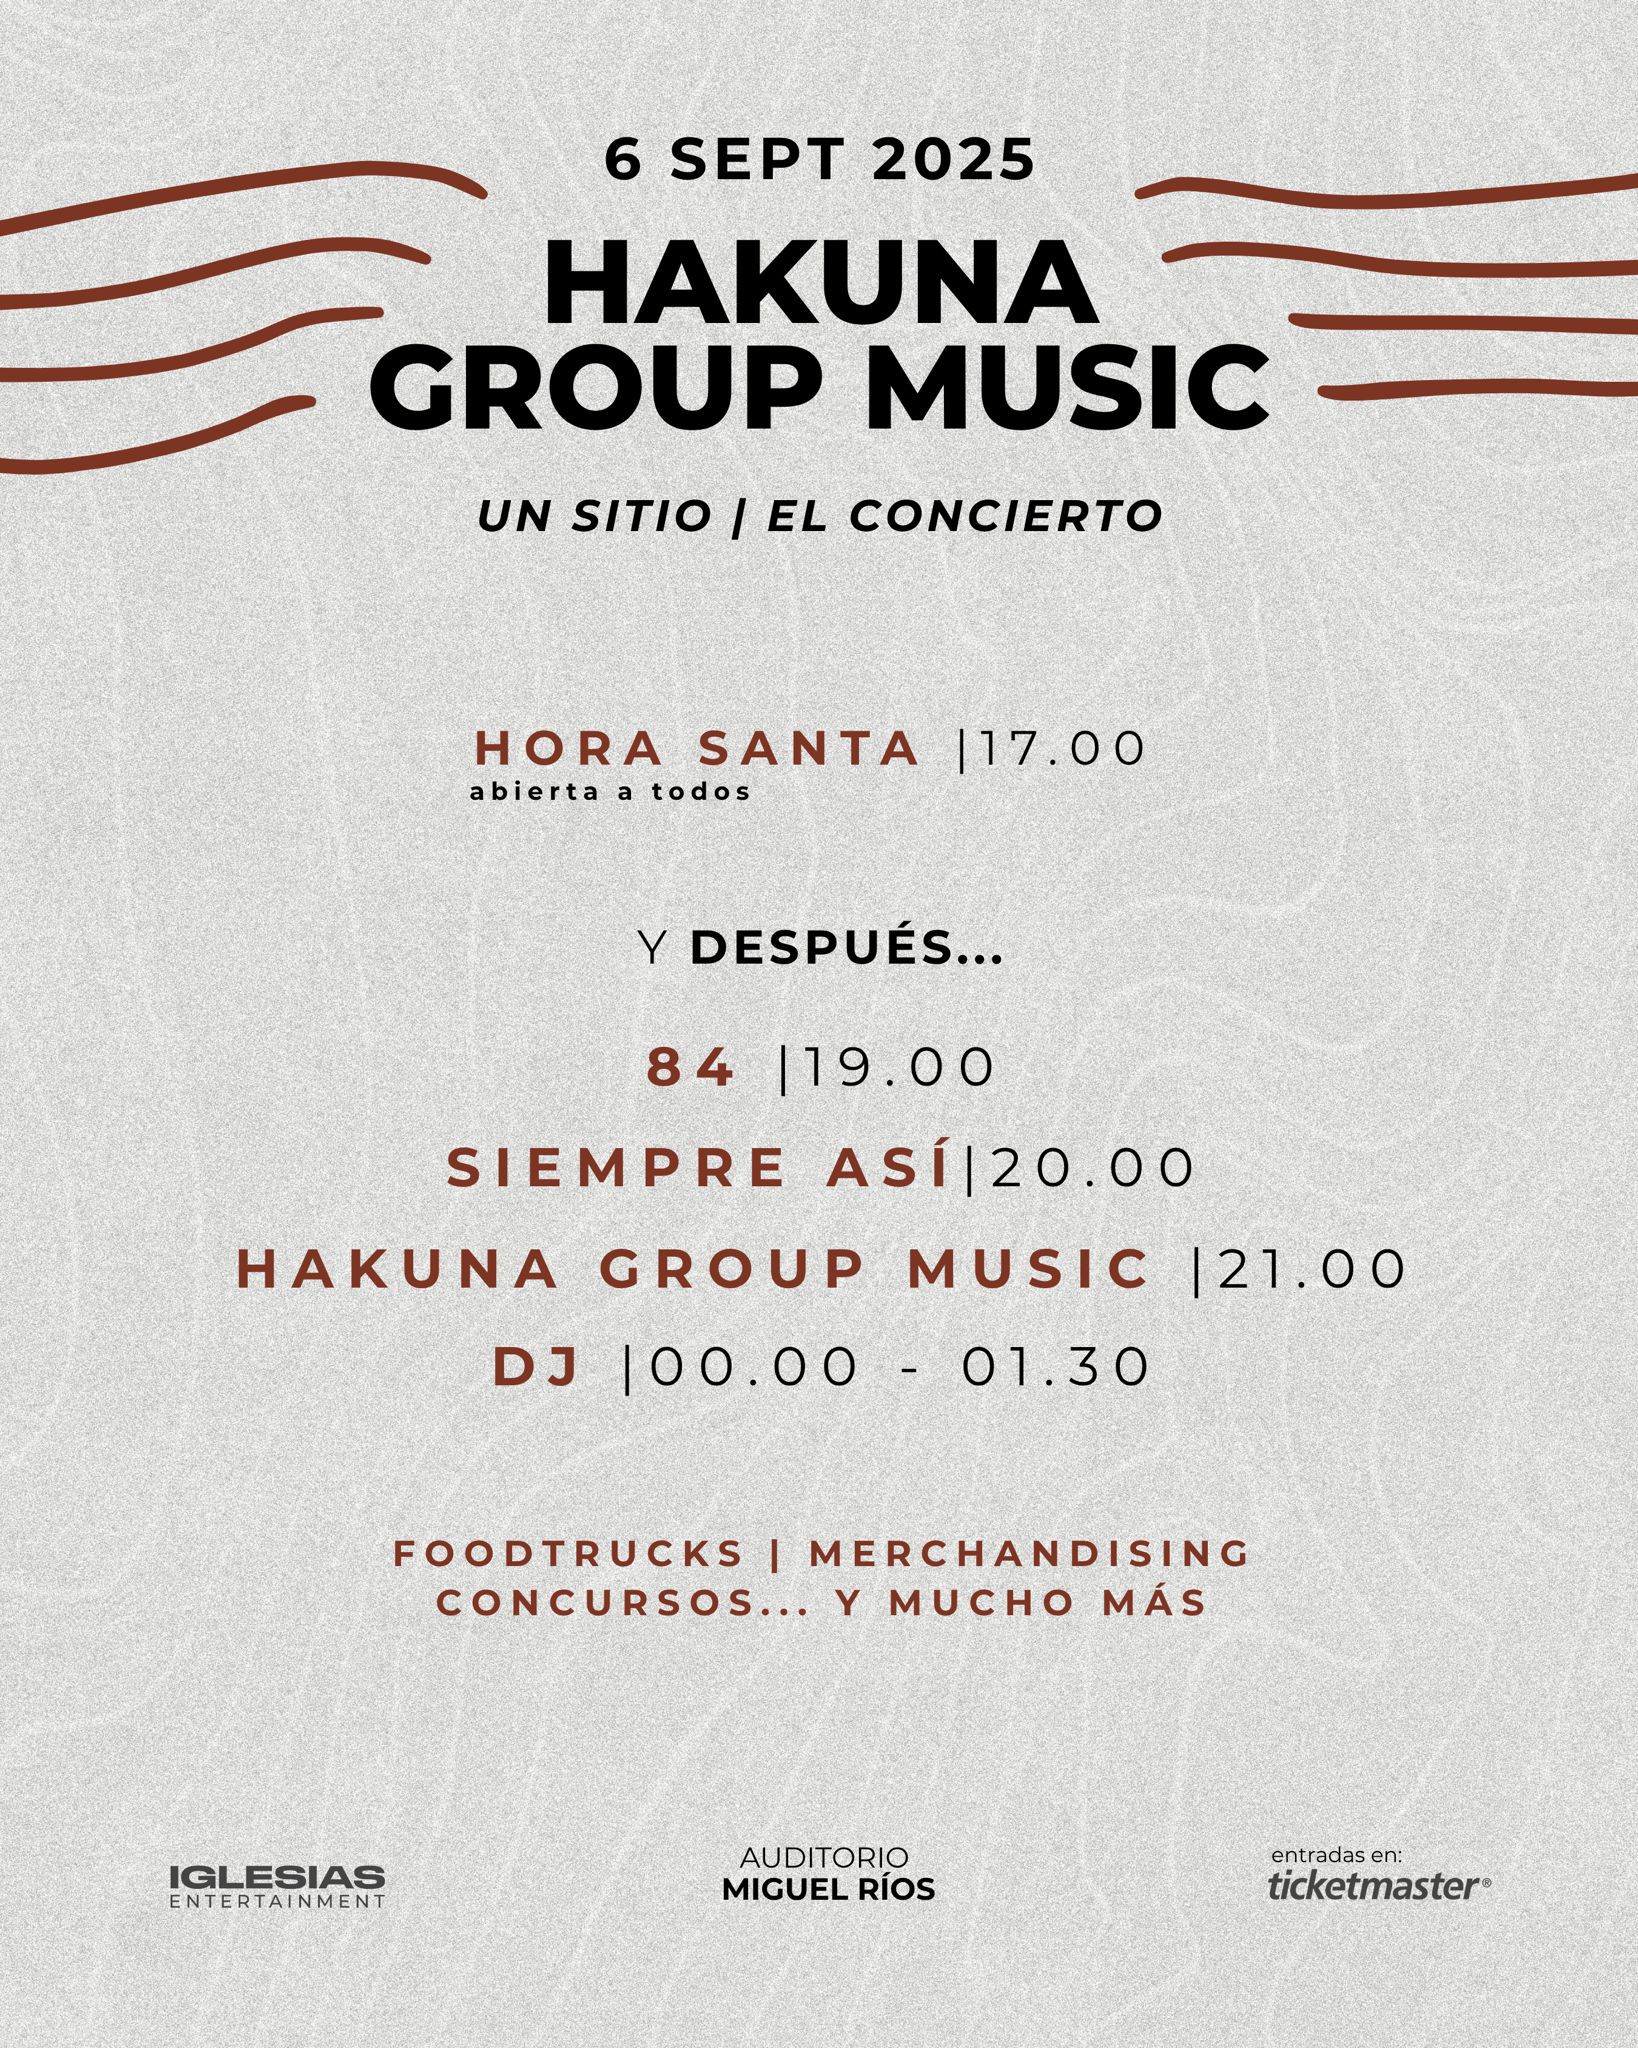 6 SEPT 2025
HAKUNA
GROUP MUSIC
UN SITIO | EL CONCIERTO
HORA SANTA |17.00
abierta a todos
Y DESPUÉS...
84 |19.00
SIEMPRE ASÍ|20.00
HAKUNA GROUP MUSIC |21.00
DJ |00.00 - 01.30
FOODTRUCKS | MERCHANDISING
CONCURSOS... Y MUCHO MÁS
IGLESIAS
ENTERTAINMENT
AUDITORIO
MIGUEL RÍOS
entradas en:
ticketmaster®